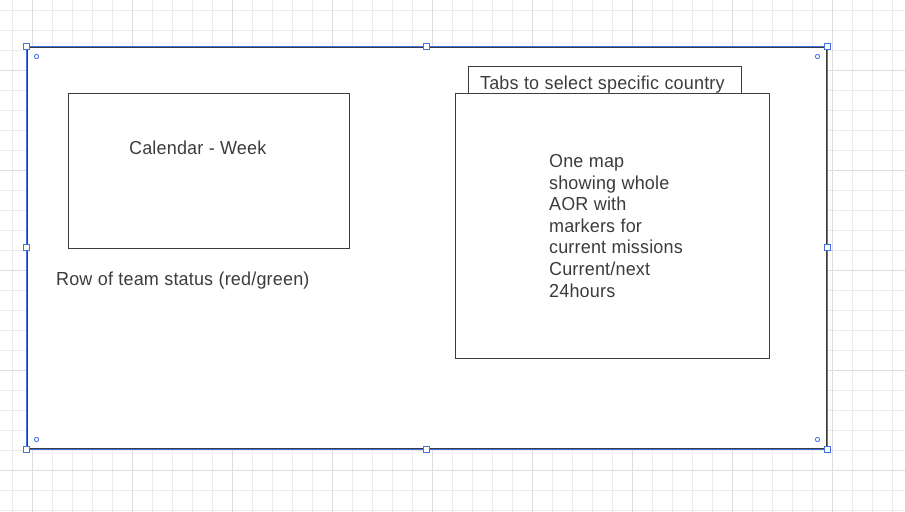 Tabs to select specific country
Calendar - Week
One map
showing whole
AOR with
markers for
current missions
Current/next
24hours
Row of team status (red/green)